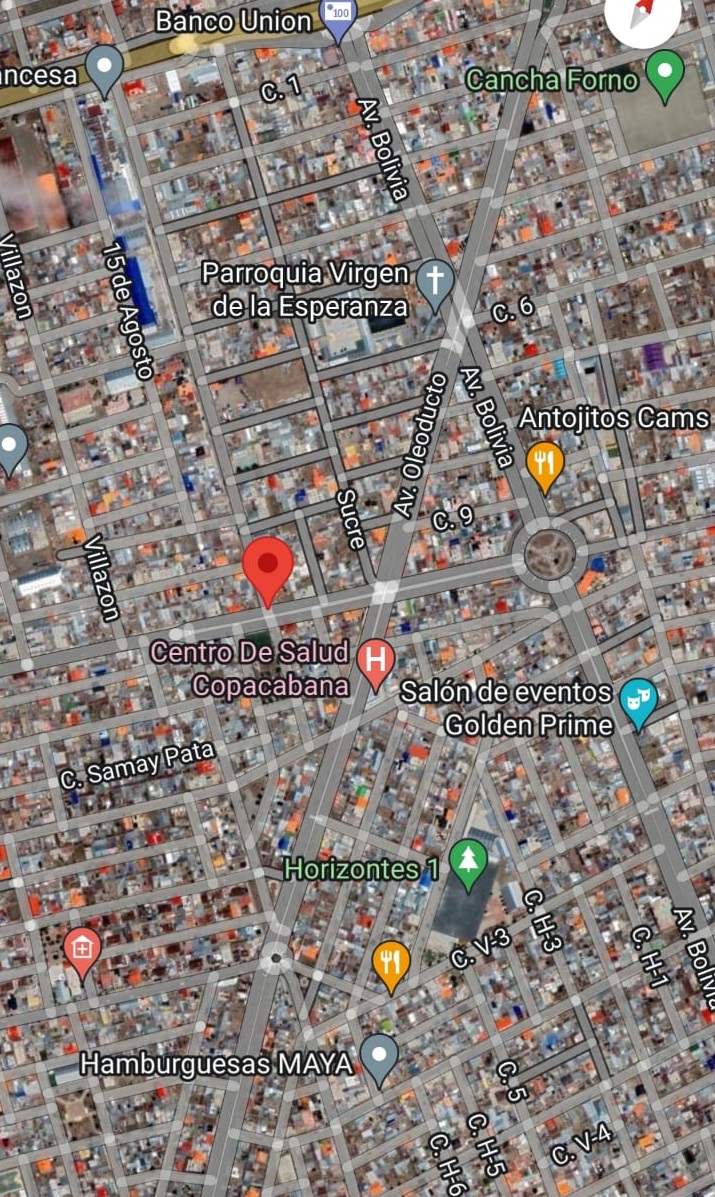 Banco Union
100
ancesa
C. 1
Cancha Forno
Av. Bolivia
Villazon
15 de Agosto
Parroquia Virgen
de la Esperanza
C. 6
Av. Oleoducto
Av. Bolivia
Antojitos Cams
Sucre
C. 9
Villazon
H
Centro De Salud
Copacabana
Salón de eventos
Golden Prime
C. Samay Pata
Horizontes 1
C. H-3
C. V-3
C. H-1
Av. Bolivia
Hamburguesas MAYA
C. 5
C. H-5
C. V-4
C. H-6